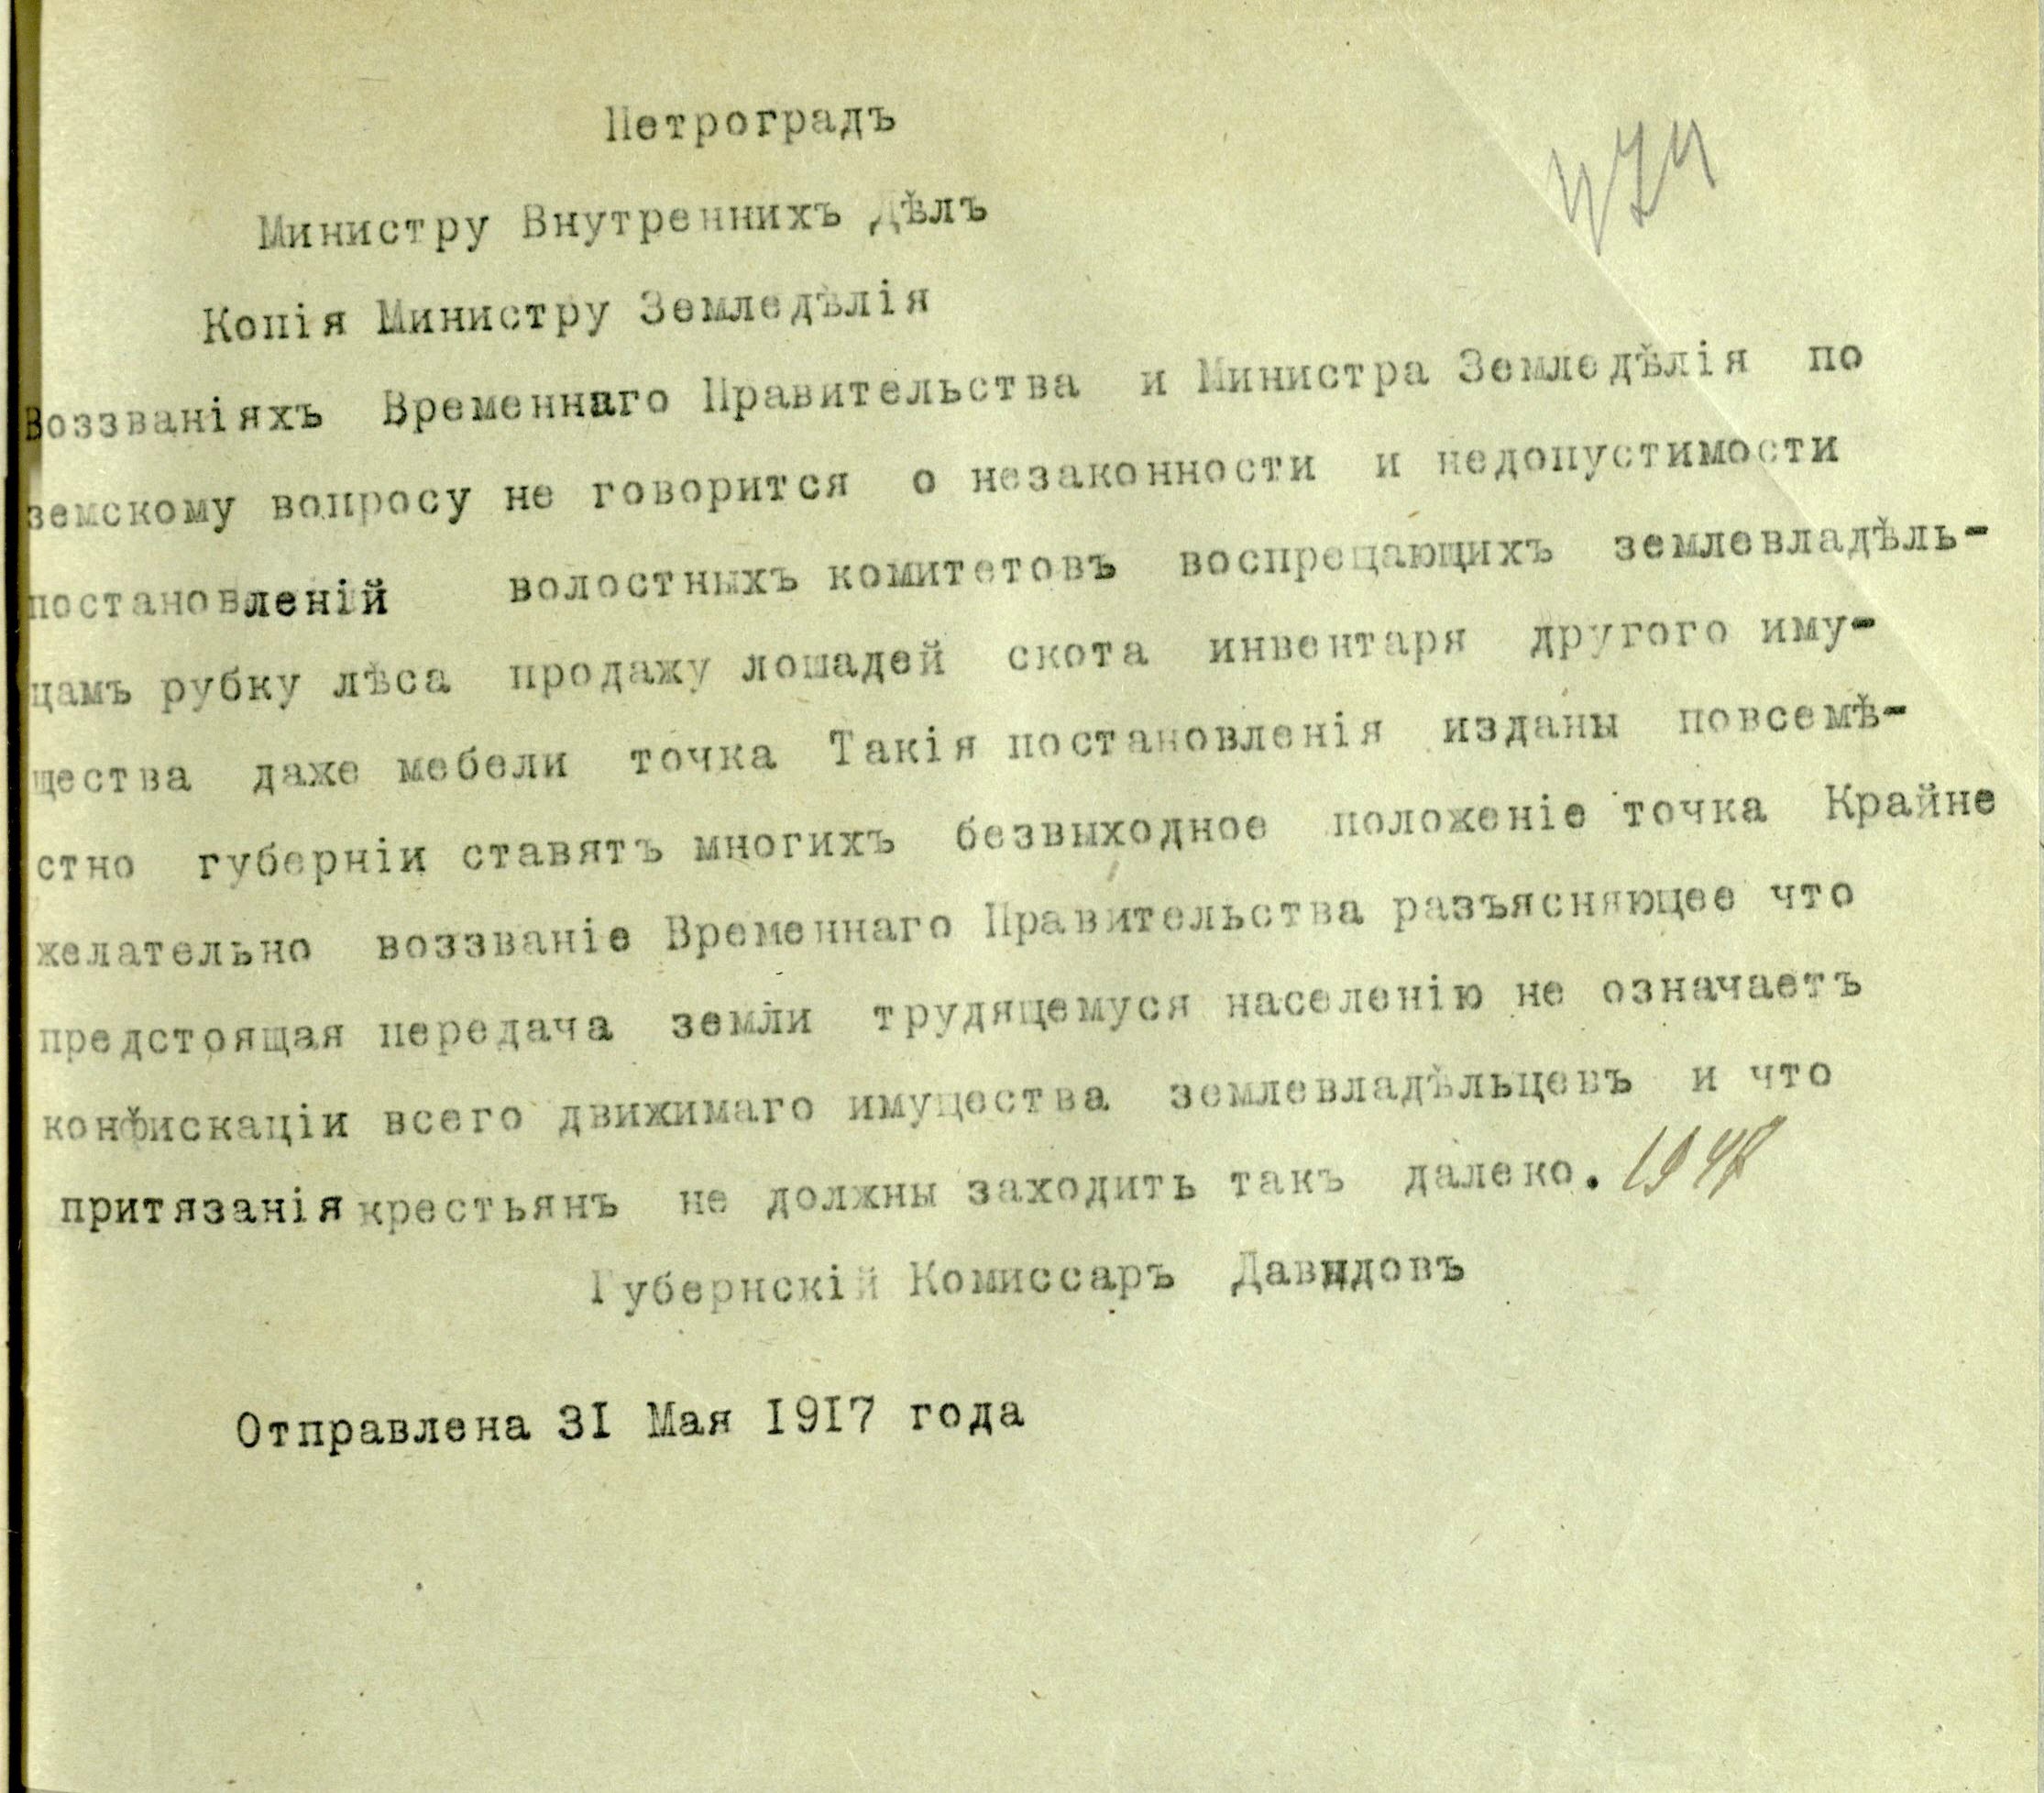 Петроградъ
474
Министру Внутреннихъ Дѣлъ
Копія Министру Земледѣлія
Воззваніяхъ Временнаго Правительства и Министра Земледѣлія по
земскому вопросу не говорится о незаконности и недопустимости
постановленій волостныхъ комитетовъ воспрещающихъ землевладѣль-
цамъ рубку лѣса продажу лошадей скота инвентаря другого иму-
щества даже мебели точка Такія постановленія изданы повсемѣ-
стно губерніи ставятъ многихъ безвыходное положеніе точка Крайне
желательно воззваніе Временнаго Правительства разъясняющее что
предстоящая передача земли трудящемуся населенію не означаетъ
конфискаціи всего движимаго имущества землевладѣльцевъ и что
притязанія крестьянъ не должны заходить такъ далеко.
Губернскій Комиссаръ Давыдовъ
Отправлена 31 Мая 1917 года